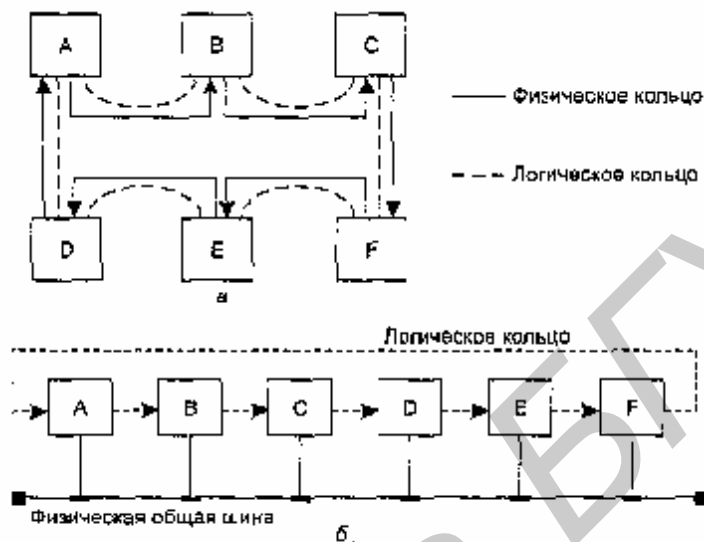 A B C
Физическое кольцо
Логическое кольцо
D E F
а
Логическое кольцо
A B C D E F
Физическая общая шина
б